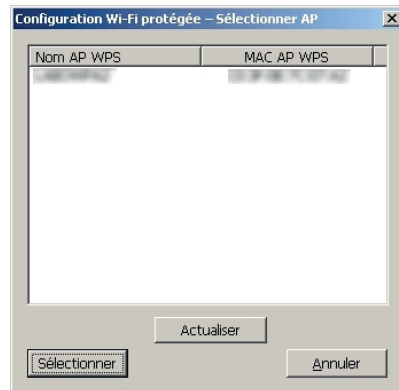 Configuration Wi-Fi protégée – Sélectionner AP
Nom AP WPS MAC AP WPS
Actualiser
Sélectionner Annuler